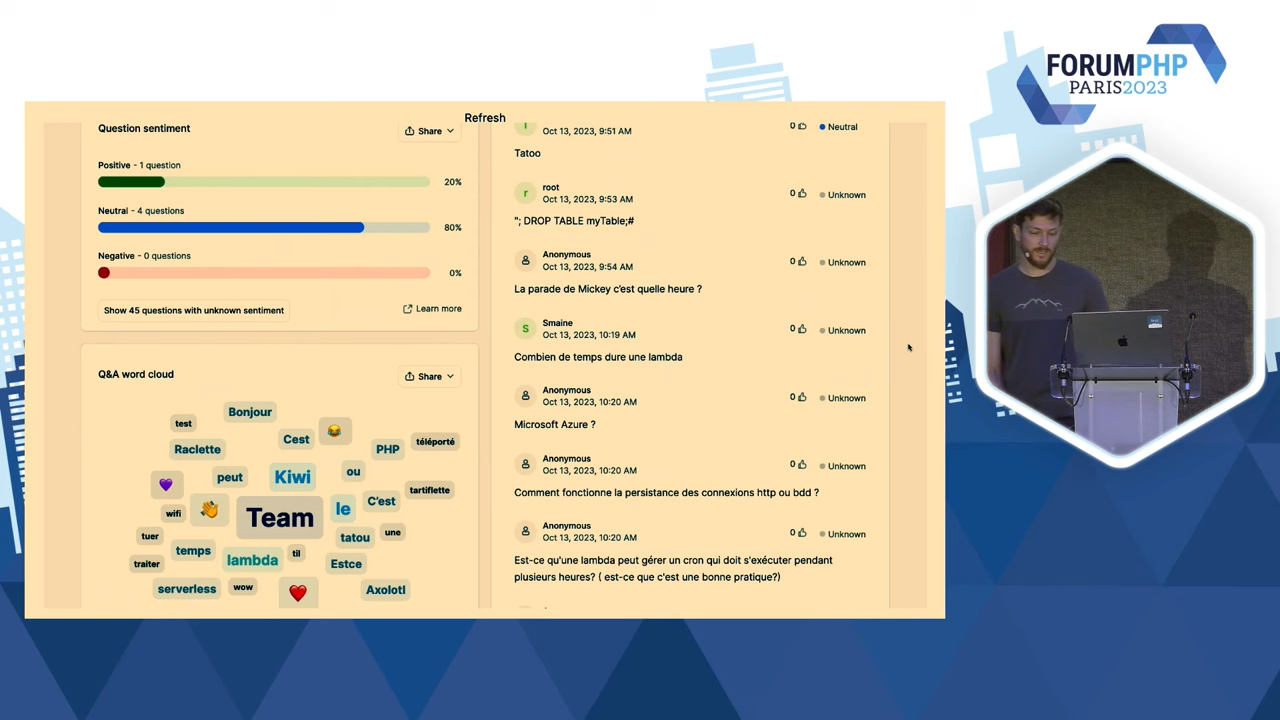 FORUMPHP
PARIS2023
Refresh
Question sentiment
Share
Positive - 1 question
20%
Neutral - 4 questions
80%
Negative - 0 questions
0%
Show 45 questions with unknown sentiment
Learn more
Q&A word cloud
Share
Bonjour
test
Cest
😂
Raclette
PHP
téléporté
💜
peut
Kiwi
ou
tartiflette
wifi
👏
Team
le
C'est
tuer
tatou
une
temps
lambda
til
traiter
Estce
serverless
wow
❤️
Axolotl
Oct 13, 2023, 9:51 AM
0
Neutral
Tatoo
r
root
Oct 13, 2023, 9:53 AM
0
Unknown
"; DROP TABLE myTable;#
Anonymous
Oct 13, 2023, 9:54 AM
0
Unknown
La parade de Mickey c'est quelle heure ?
S
Smaine
Oct 13, 2023, 10:19 AM
0
Unknown
Combien de temps dure une lambda
Anonymous
Oct 13, 2023, 10:20 AM
0
Unknown
Microsoft Azure ?
Anonymous
Oct 13, 2023, 10:20 AM
0
Unknown
Comment fonctionne la persistance des connexions http ou bdd ?
Anonymous
Oct 13, 2023, 10:20 AM
0
Unknown
Est-ce qu'une lambda peut gérer un cron qui doit s'exécuter pendant
plusieurs heures? ( est-ce que c'est une bonne pratique?)